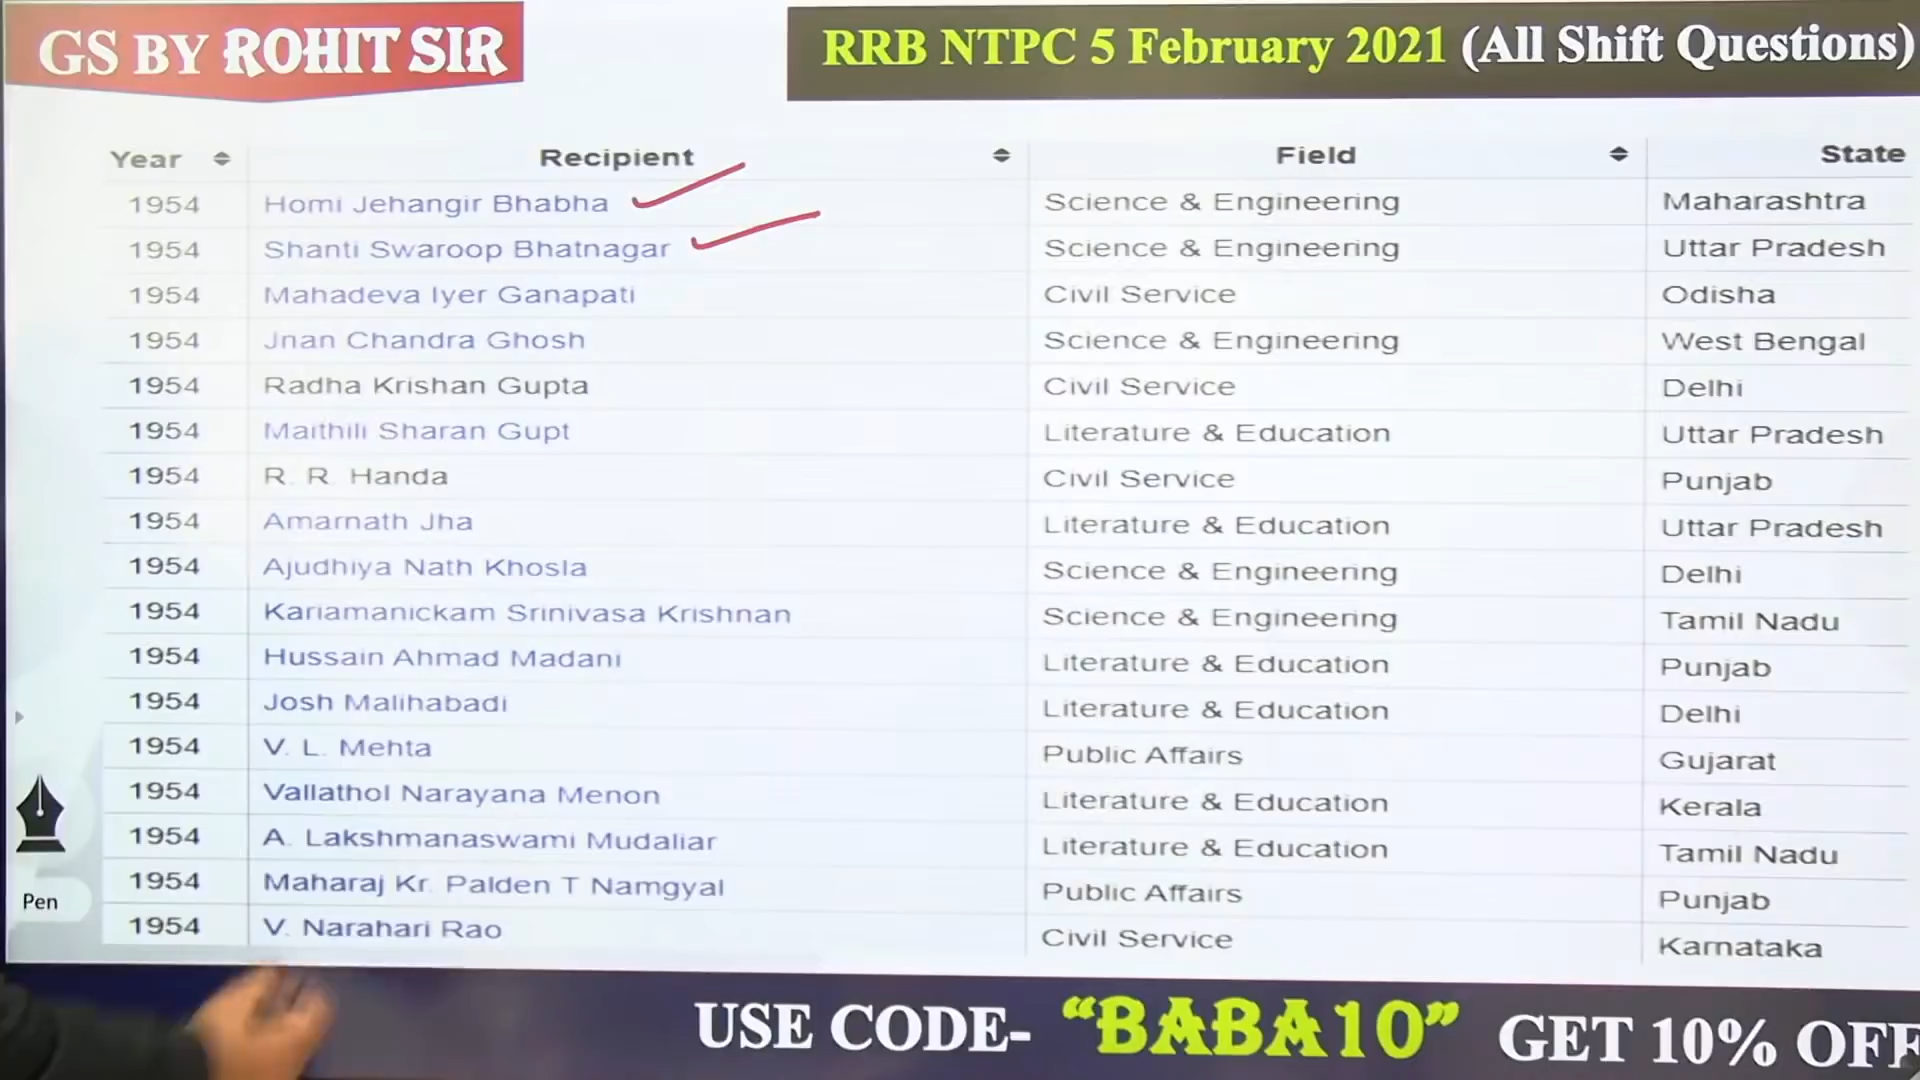 GS BY ROHIT SIR
RRB NTPC 5 February 2021 (All Shift Questions)
Year Recipient Field State
1954 Homi Jehangir Bhabha Science & Engineering Maharashtra
1954 Shanti Swaroop Bhatnagar Science & Engineering Uttar Pradesh
1954 Mahadeva Iyer Ganapati Civil Service Odisha
1954 Jnan Chandra Ghosh Science & Engineering West Bengal
1954 Radha Krishan Gupta Civil Service Delhi
1954 Maithili Sharan Gupt Literature & Education Uttar Pradesh
1954 R. R. Handa Civil Service Punjab
1954 Amarnath Jha Literature & Education Uttar Pradesh
1954 Ajudhiya Nath Khosla Science & Engineering Delhi
1954 Kariamanickam Srinivasa Krishnan Science & Engineering Tamil Nadu
1954 Hussain Ahmad Madani Literature & Education Punjab
1954 Josh Malihabadi Literature & Education Delhi
1954 V. L. Mehta Public Affairs Gujarat
1954 Vallathol Narayana Menon Literature & Education Kerala
1954 A. Lakshmanaswami Mudaliar Literature & Education Tamil Nadu
1954 Maharaj Kr. Palden T Namgyal Public Affairs Punjab
1954 V. Narahari Rao Civil Service Karnataka
Pen
USE CODE- “BABA10” GET 10% OFF